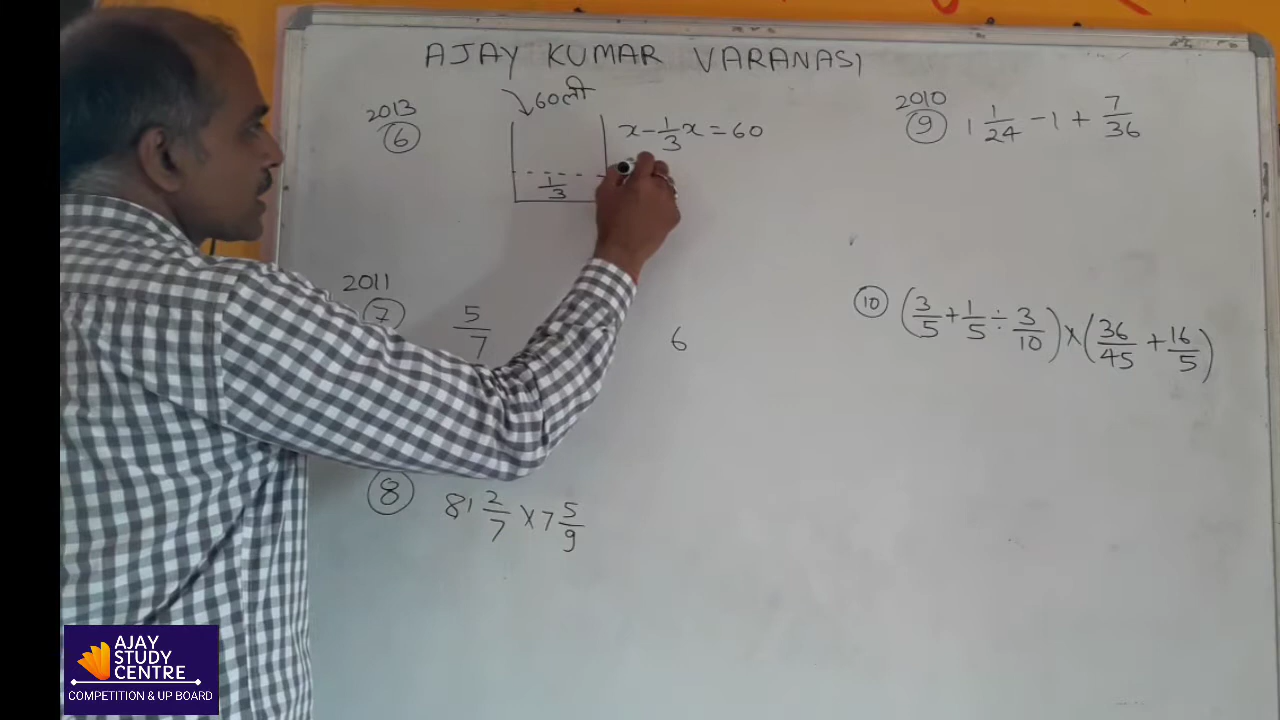 AJAY KUMAR VARANASI
2013
6
60ली
1/3
x - 1/3 x = 60
2011
7
5/7
6
8
81 2/7 × 7 5/9
2010
9
1 1/24 - 1 + 7/36
10
(3/5 + 1/5 ÷ 3/10) × (36/45 + 16/5)
AJAY
STUDY
CENTRE
COMPETITION & UP BOARD